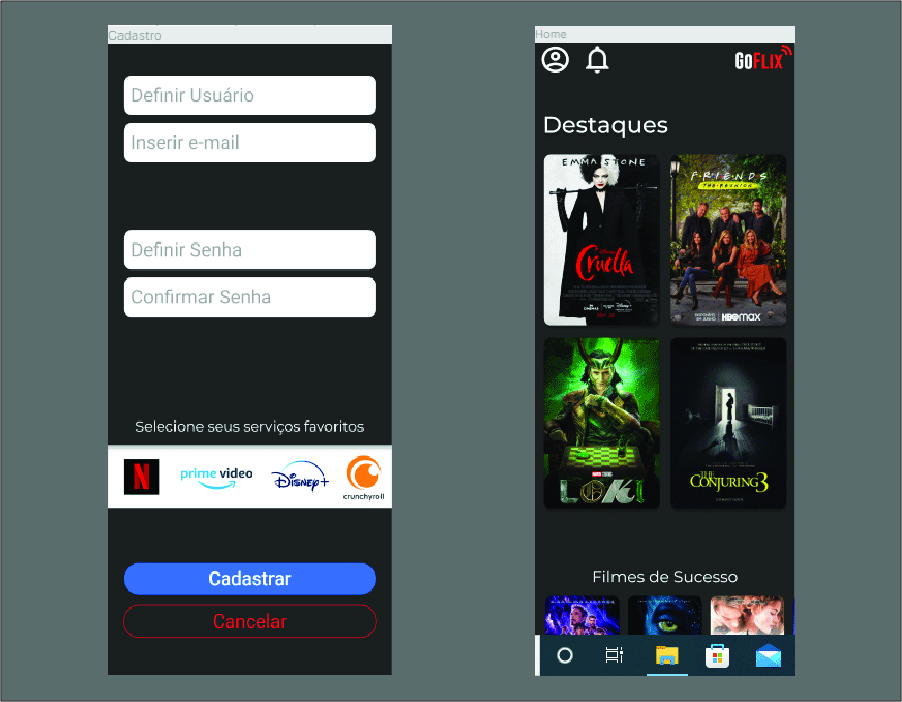 Cadastro
Definir Usuário
Inserir e-mail
Definir Senha
Confirmar Senha
Selecione seus serviços favoritos
N
prime video
Disney+
crunchyroll
Cadastrar
Cancelar
Home
GOFLIX
Destaques
EMMA STONE
Cruella
F·R·I·E·N·D·S
THE REUNION
HBOmax
LOKI
THE CONJURING 3
Filmes de Sucesso